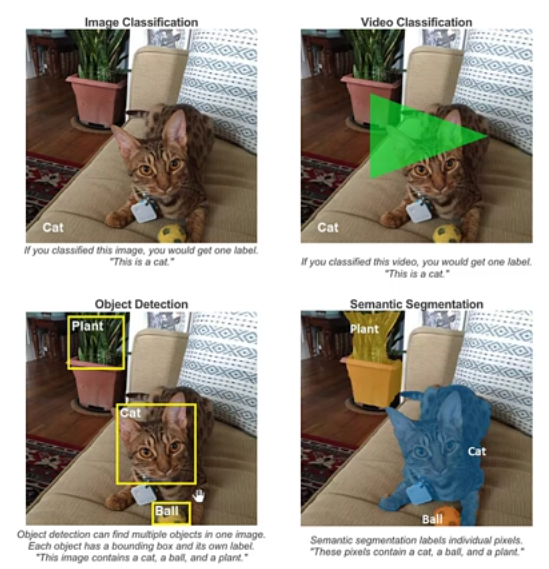 Image Classification
Cat
If you classified this image, you would get one label.
"This is a cat."
Video Classification
Cat
If you classified this video, you would get one label.
"This is a cat."
Object Detection
Plant
Cat
Ball
Object detection can find multiple objects in one image.
Each object has a bounding box and its own label.
"This image contains a cat, a ball, and a plant."
Semantic Segmentation
Plant
Cat
Ball
Semantic segmentation labels individual pixels.
"These pixels contain a cat, a ball, and a plant."